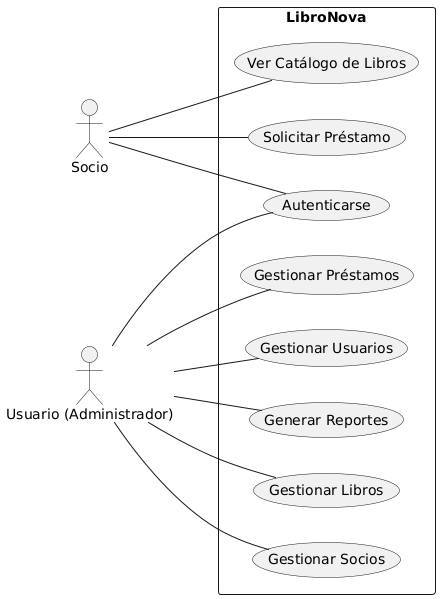 LibroNova
Ver Catálogo de Libros
Solicitar Préstamo
Socio
Autenticarse
Gestionar Préstamos
Gestionar Usuarios
Usuario (Administrador)
Generar Reportes
Gestionar Libros
Gestionar Socios